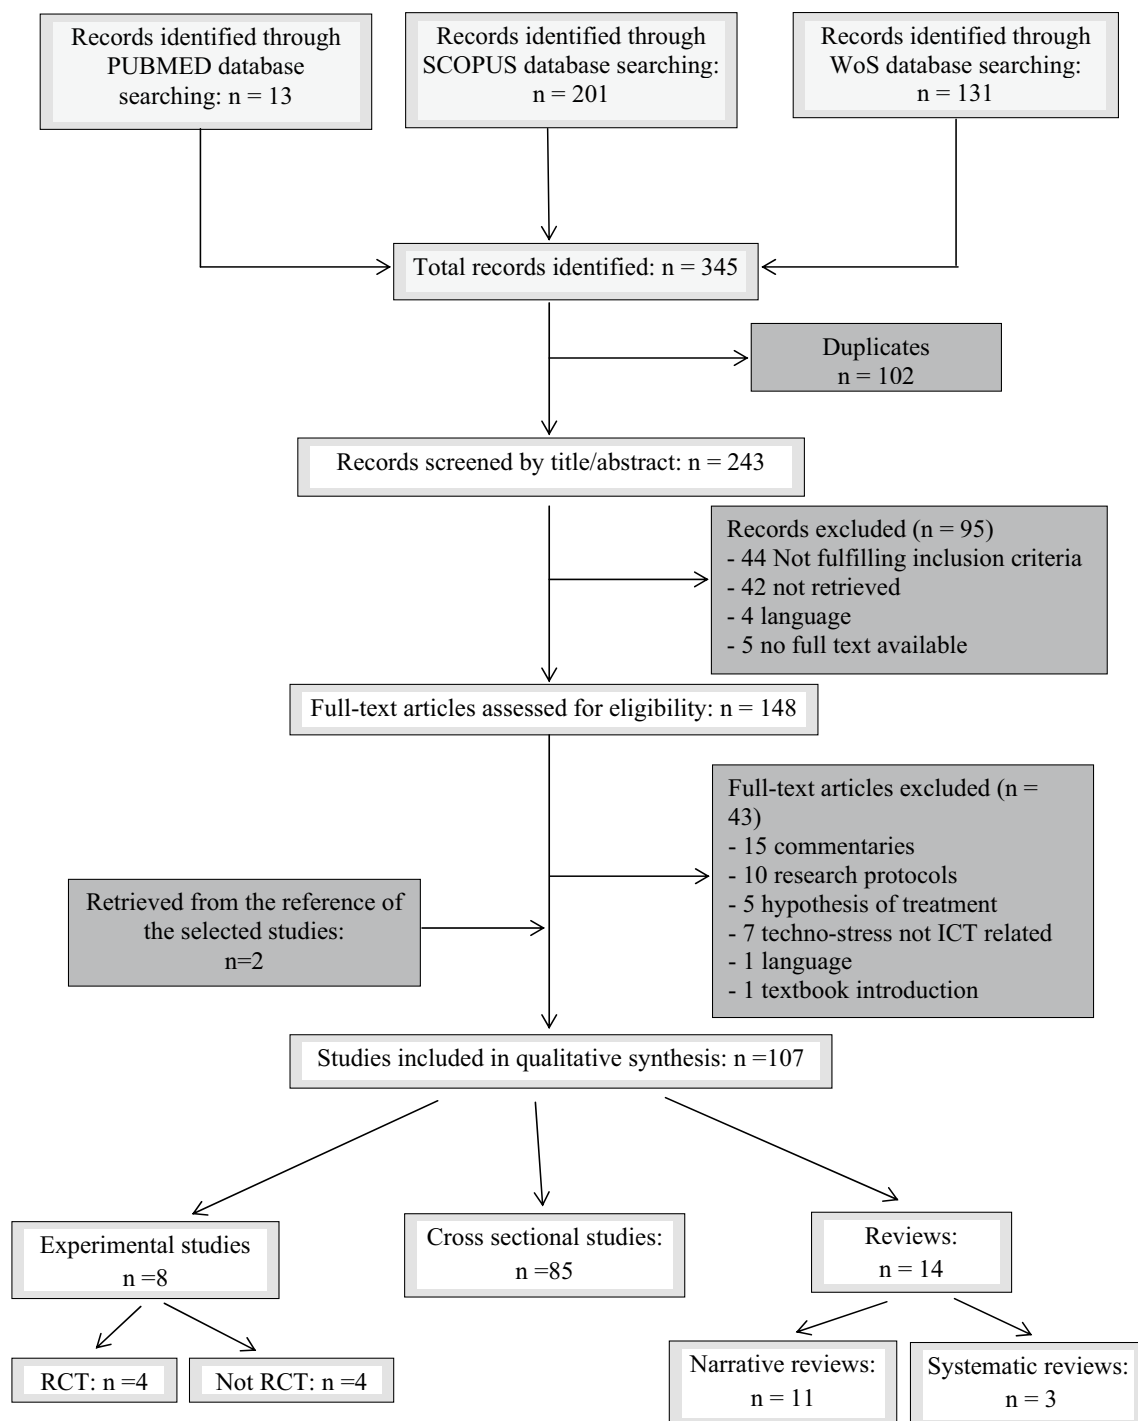 Records identified through
PUBMED database
searching: n = 13
Records identified through
SCOPUS database searching:
n = 201
Records identified through
WoS database searching:
n = 131
Total records identified: n = 345
Duplicates
n = 102
Records screened by title/abstract: n = 243
Records excluded (n = 95)
- 44 Not fulfilling inclusion criteria
- 42 not retrieved
- 4 language
- 5 no full text available
Full-text articles assessed for eligibility: n = 148
Full-text articles excluded (n =
43)
- 15 commentaries
- 10 research protocols
- 5 hypothesis of treatment
- 7 techno-stress not ICT related
- 1 language
- 1 textbook introduction
Retrieved from the reference of
the selected studies:
n=2
Studies included in qualitative synthesis: n =107
Experimental studies
n =8
Cross sectional studies:
n =85
Reviews:
n = 14
RCT: n =4
Not RCT: n =4
Narrative reviews:
n = 11
Systematic reviews:
n = 3